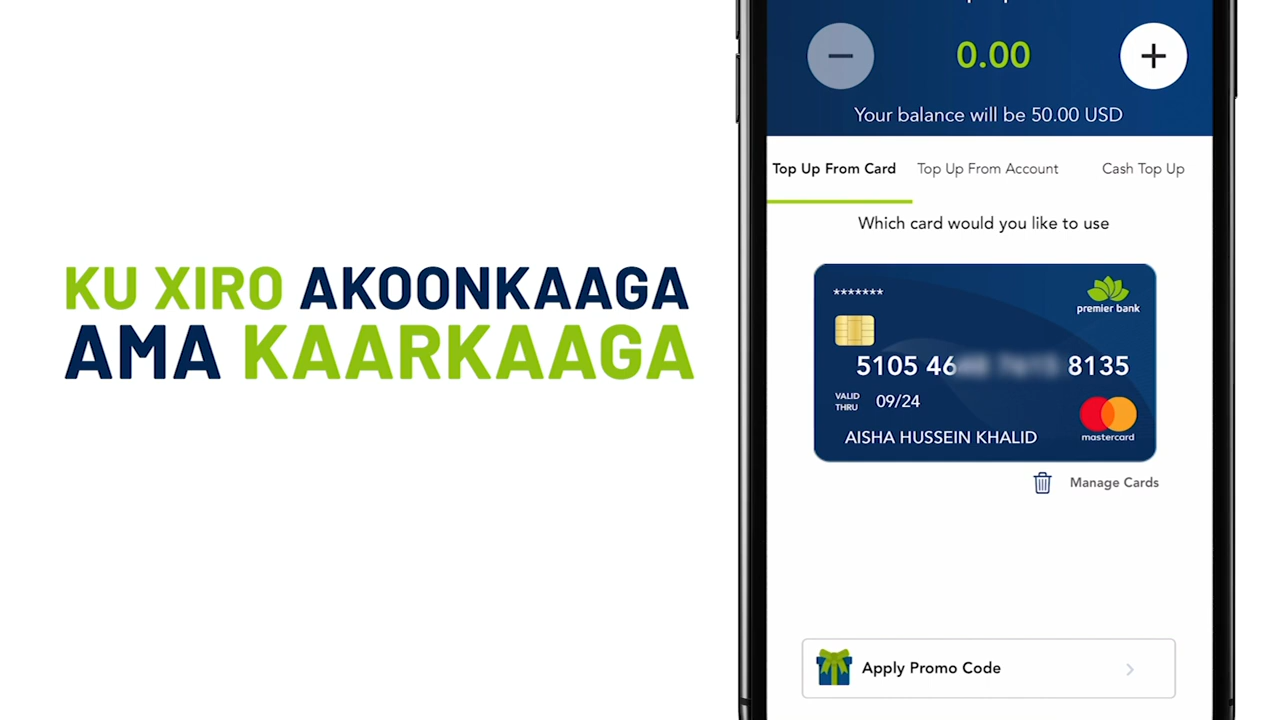 KU XIRO AKOONKAAGA
AMA KAARKAAGA
0.00
Your balance will be 50.00 USD
Top Up From Card
Top Up From Account
Cash Top Up
Which card would you like to use
*******
premier bank
5105 46 8135
VALID
THRU
09/24
AISHA HUSSEIN KHALID
mastercard
Manage Cards
Apply Promo Code